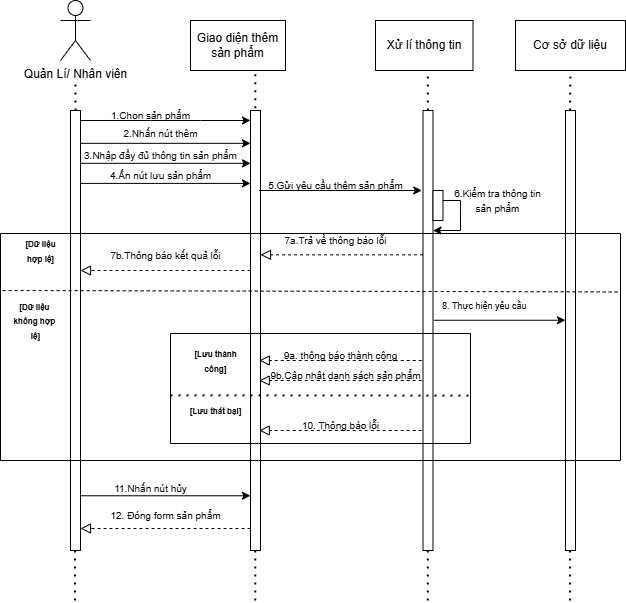 Giao diện thêm
sản phẩm
Xử lí thông tin
Cơ sở dữ liệu
Quản Lí/ Nhân viên
1.Chọn sản phẩm
2.Nhấn nút thêm
3.Nhập đầy đủ thông tin sản phẩm
4.Ấn nút lưu sản phẩm
5.Gửi yêu cầu thêm sản phẩm
6.Kiểm tra thông tin
sản phẩm
[Dữ liệu
hợp lệ]
7a.Trả về thông báo lỗi
7b.Thông báo kết quả lỗi
[Dữ liệu
không hợp
lệ]
8. Thực hiện yêu cầu
[Lưu thành
công]
9a. thông báo thành công
9b.Cập nhật danh sách sản phẩm
[Lưu thất bại]
10. Thông báo lỗi
11.Nhấn nút hủy
12. Đóng form sản phẩm